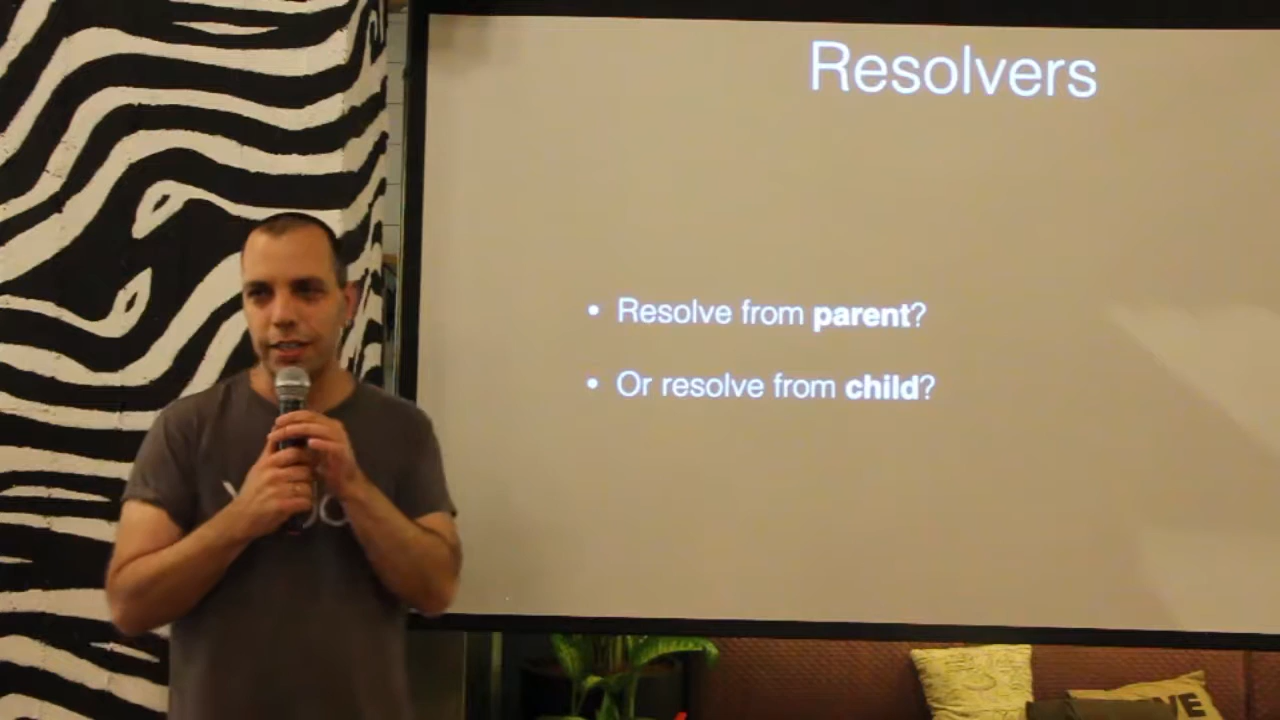 Resolvers
• Resolve from parent?
• Or resolve from child?